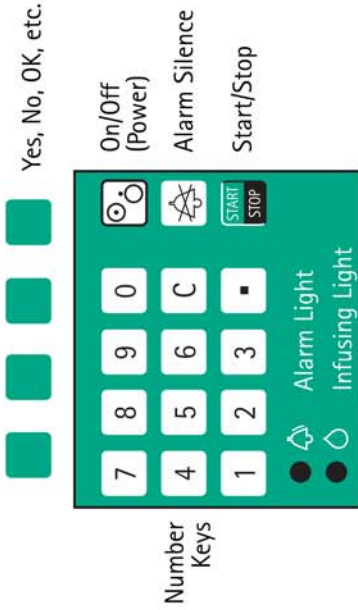 Yes, No, OK, etc.
7 8 9 0
On/Off
(Power)
Number
Keys
4 5 6 C
Alarm Silence
1 2 3 ▪
START
STOP
Start/Stop
Alarm Light
Infusing Light